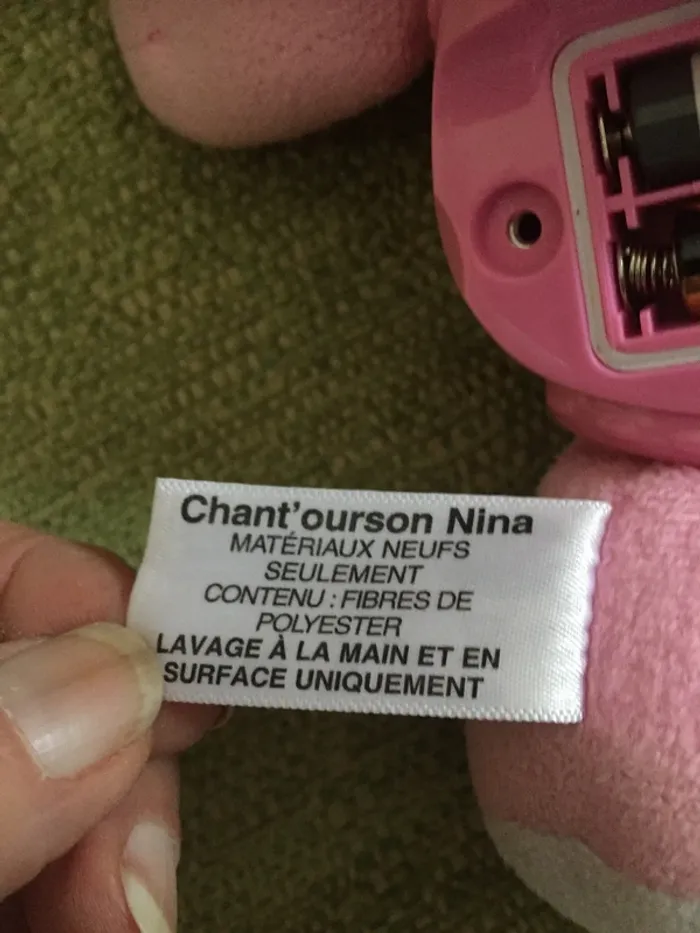 Chant'ourson Nina
MATÉRIAUX NEUFS
SEULEMENT
CONTENU : FIBRES DE
POLYESTER
LAVAGE À LA MAIN ET EN
SURFACE UNIQUEMENT